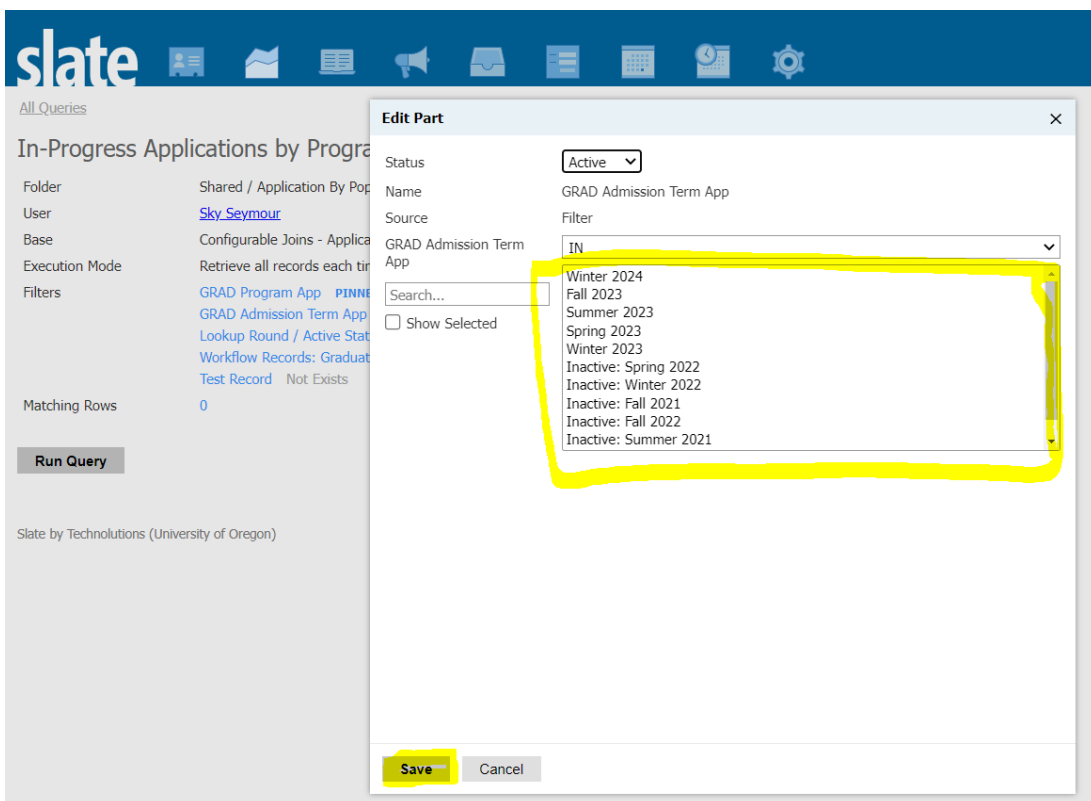 slate
All Queries
In-Progress Applications by Progra
Folder Shared / Application By Pop
User Sky Seymour
Base Configurable Joins - Applica
Execution Mode Retrieve all records each tin
Filters GRAD Program App PINNE
GRAD Admission Term App
Lookup Round / Active Stat
Workflow Records: Graduat
Test Record Not Exists
Matching Rows 0
Run Query
Slate by Technolutions (University of Oregon)
Edit Part ×
Status Active
Name GRAD Admission Term App
Source Filter
GRAD Admission Term
App
IN
Search...
Show Selected
Winter 2024
Fall 2023
Summer 2023
Spring 2023
Winter 2023
Inactive: Spring 2022
Inactive: Winter 2022
Inactive: Fall 2021
Inactive: Fall 2022
Inactive: Summer 2021
Save Cancel